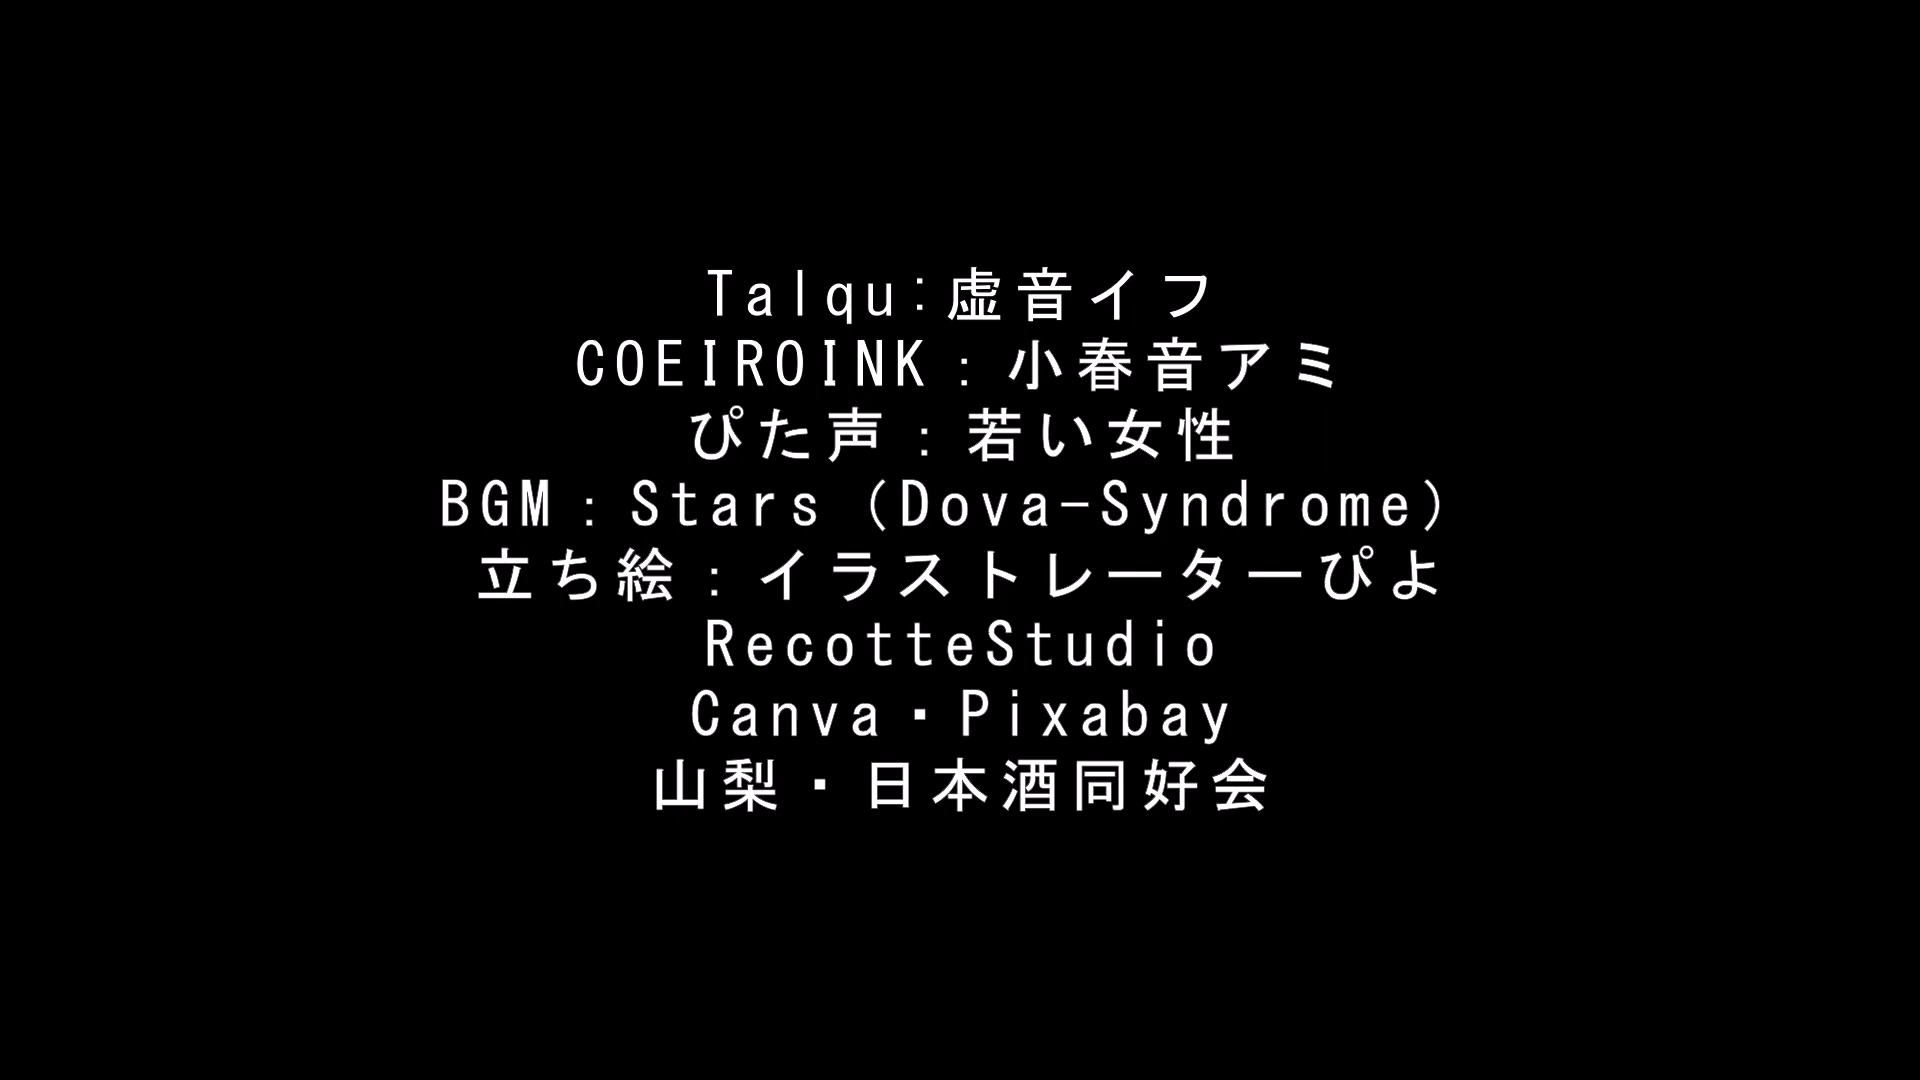 Talqu:虚音イフ
COEIROINK：小春音アミ
ぴた声：若い女性
BGM：Stars (Dova-Syndrome)
立ち絵：イラストレーターぴよ
RecotteStudio
Canva・Pixabay
山梨・日本酒同好会